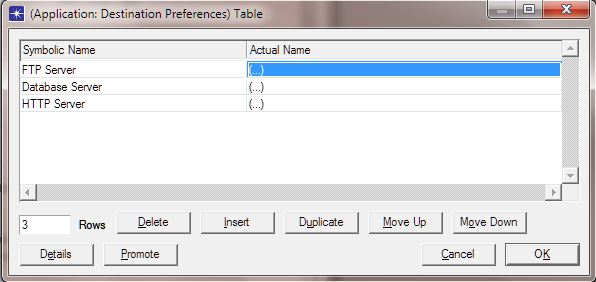 (Application: Destination Preferences) Table
Symbolic Name Actual Name
FTP Server (...)
Database Server (...)
HTTP Server (...)
3 Rows Delete Insert Duplicate Move Up Move Down
Details Promote Cancel OK